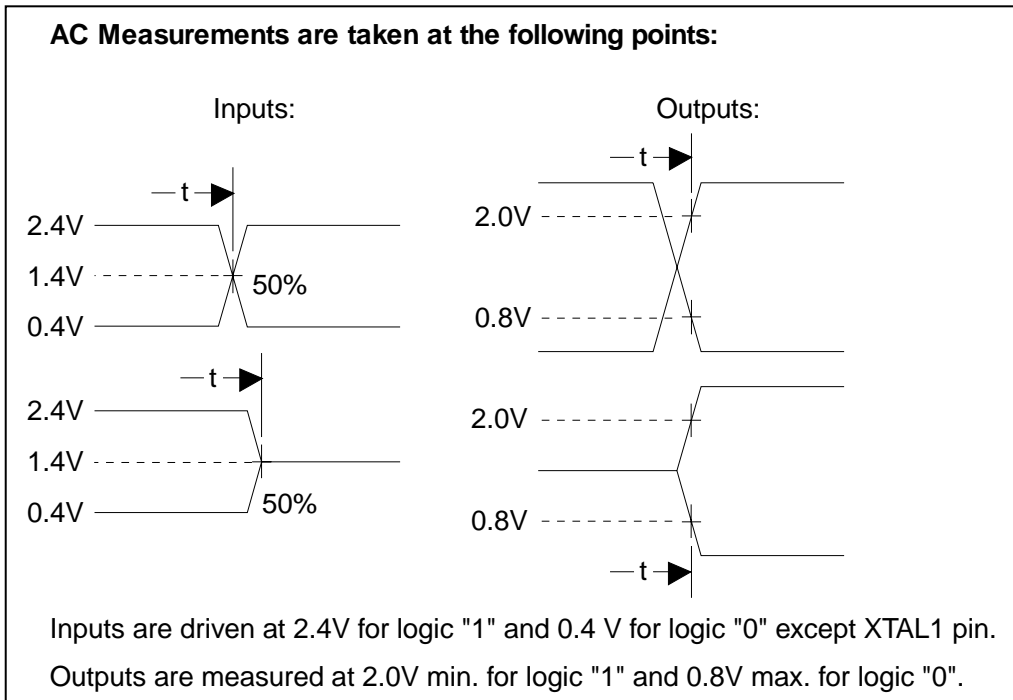 AC Measurements are taken at the following points:
Inputs:
t
2.4V
1.4V
50%
0.4V
t
2.4V
1.4V
0.4V
50%
Outputs:
t
2.0V
0.8V
2.0V
0.8V
t
Inputs are driven at 2.4V for logic "1" and 0.4 V for logic "0" except XTAL1 pin.
Outputs are measured at 2.0V min. for logic "1" and 0.8V max. for logic "0".